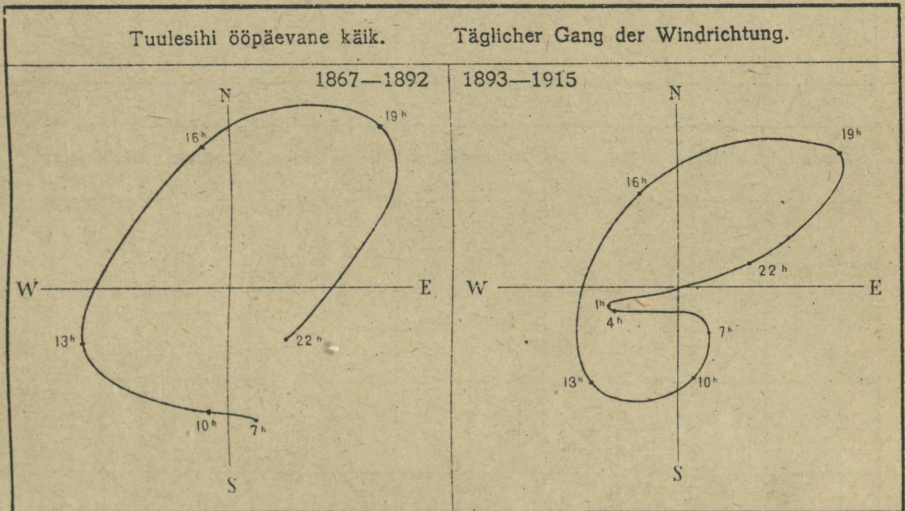 Tuulesihi ööpäevane käik. Täglicher Gang der Windrichtung.
1867—1892
N
16h
19h
W
E
13h
22h
10h
7h
S
1893—1915
N
19h
16h
22h
W
E
1h
4h
7h
13h
10h
S